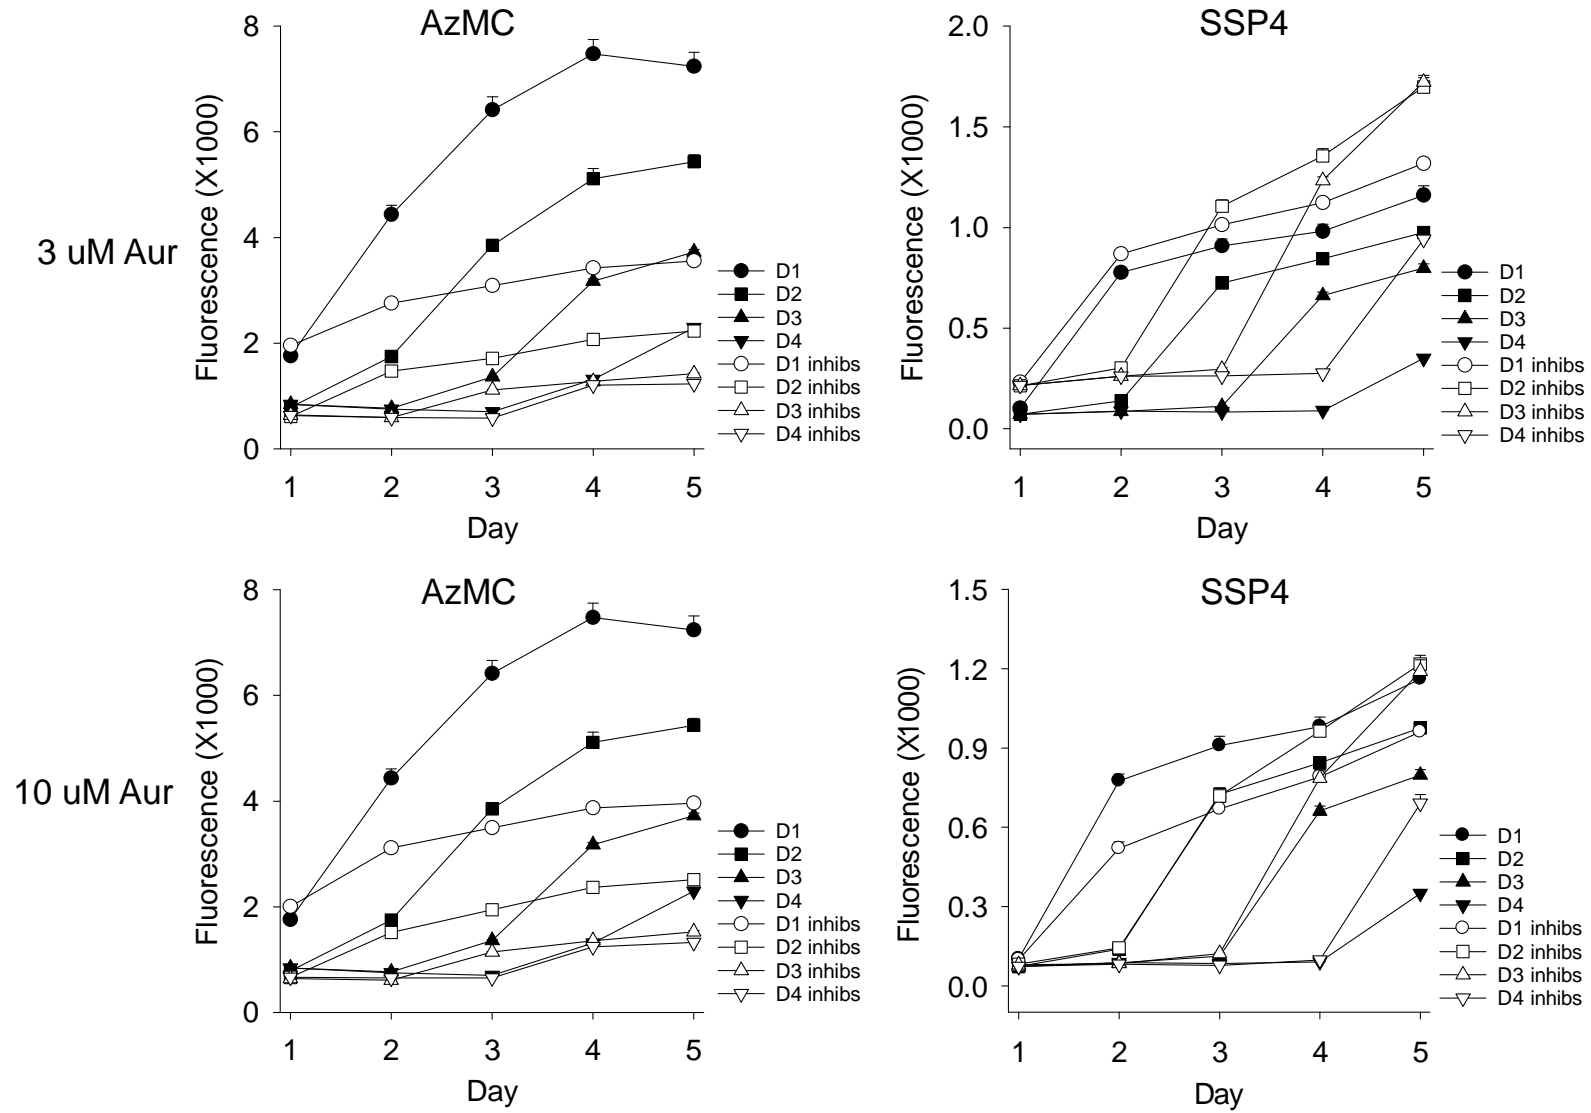 AzMC
Fluorescence (X1000)
8
6
4
2
0
1 2 3 4 5
Day
D1
D2
D3
D4
D1 inhibs
D2 inhibs
D3 inhibs
D4 inhibs
SSP4
Fluorescence (X1000)
2.0
1.5
1.0
0.5
0.0
1 2 3 4 5
Day
D1
D2
D3
D4
D1 inhibs
D2 inhibs
D3 inhibs
D4 inhibs
3 uM Aur
AzMC
Fluorescence (X1000)
8
6
4
2
0
1 2 3 4 5
Day
D1
D2
D3
D4
D1 inhibs
D2 inhibs
D3 inhibs
D4 inhibs
SSP4
Fluorescence (X1000)
1.5
1.2
0.9
0.6
0.3
0.0
1 2 3 4 5
Day
D1
D2
D3
D4
D1 inhibs
D2 inhibs
D3 inhibs
D4 inhibs
10 uM Aur